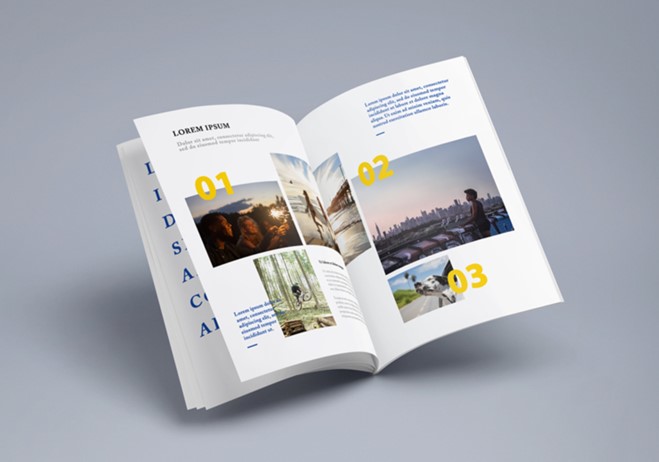 LOREM IPSUM
Dolor sit amet, consectetur adipiscing elit,
sed do eiusmod tempor incididunt
01
Lorem ipsum dolor
amet, consectetur
adipiscing elit, sed
eiusmod tempor
incididunt ut.
Lorem ipsum dolor sit amet, consectetur
adipiscing elit, sed do eiusmod tempor
incididunt ut labore et dolore magna
aliqua. Ut enim ad minim veniam, quis
nostrud exercitation ullamco laboris.
02
03
L
I
D
S
A
CO